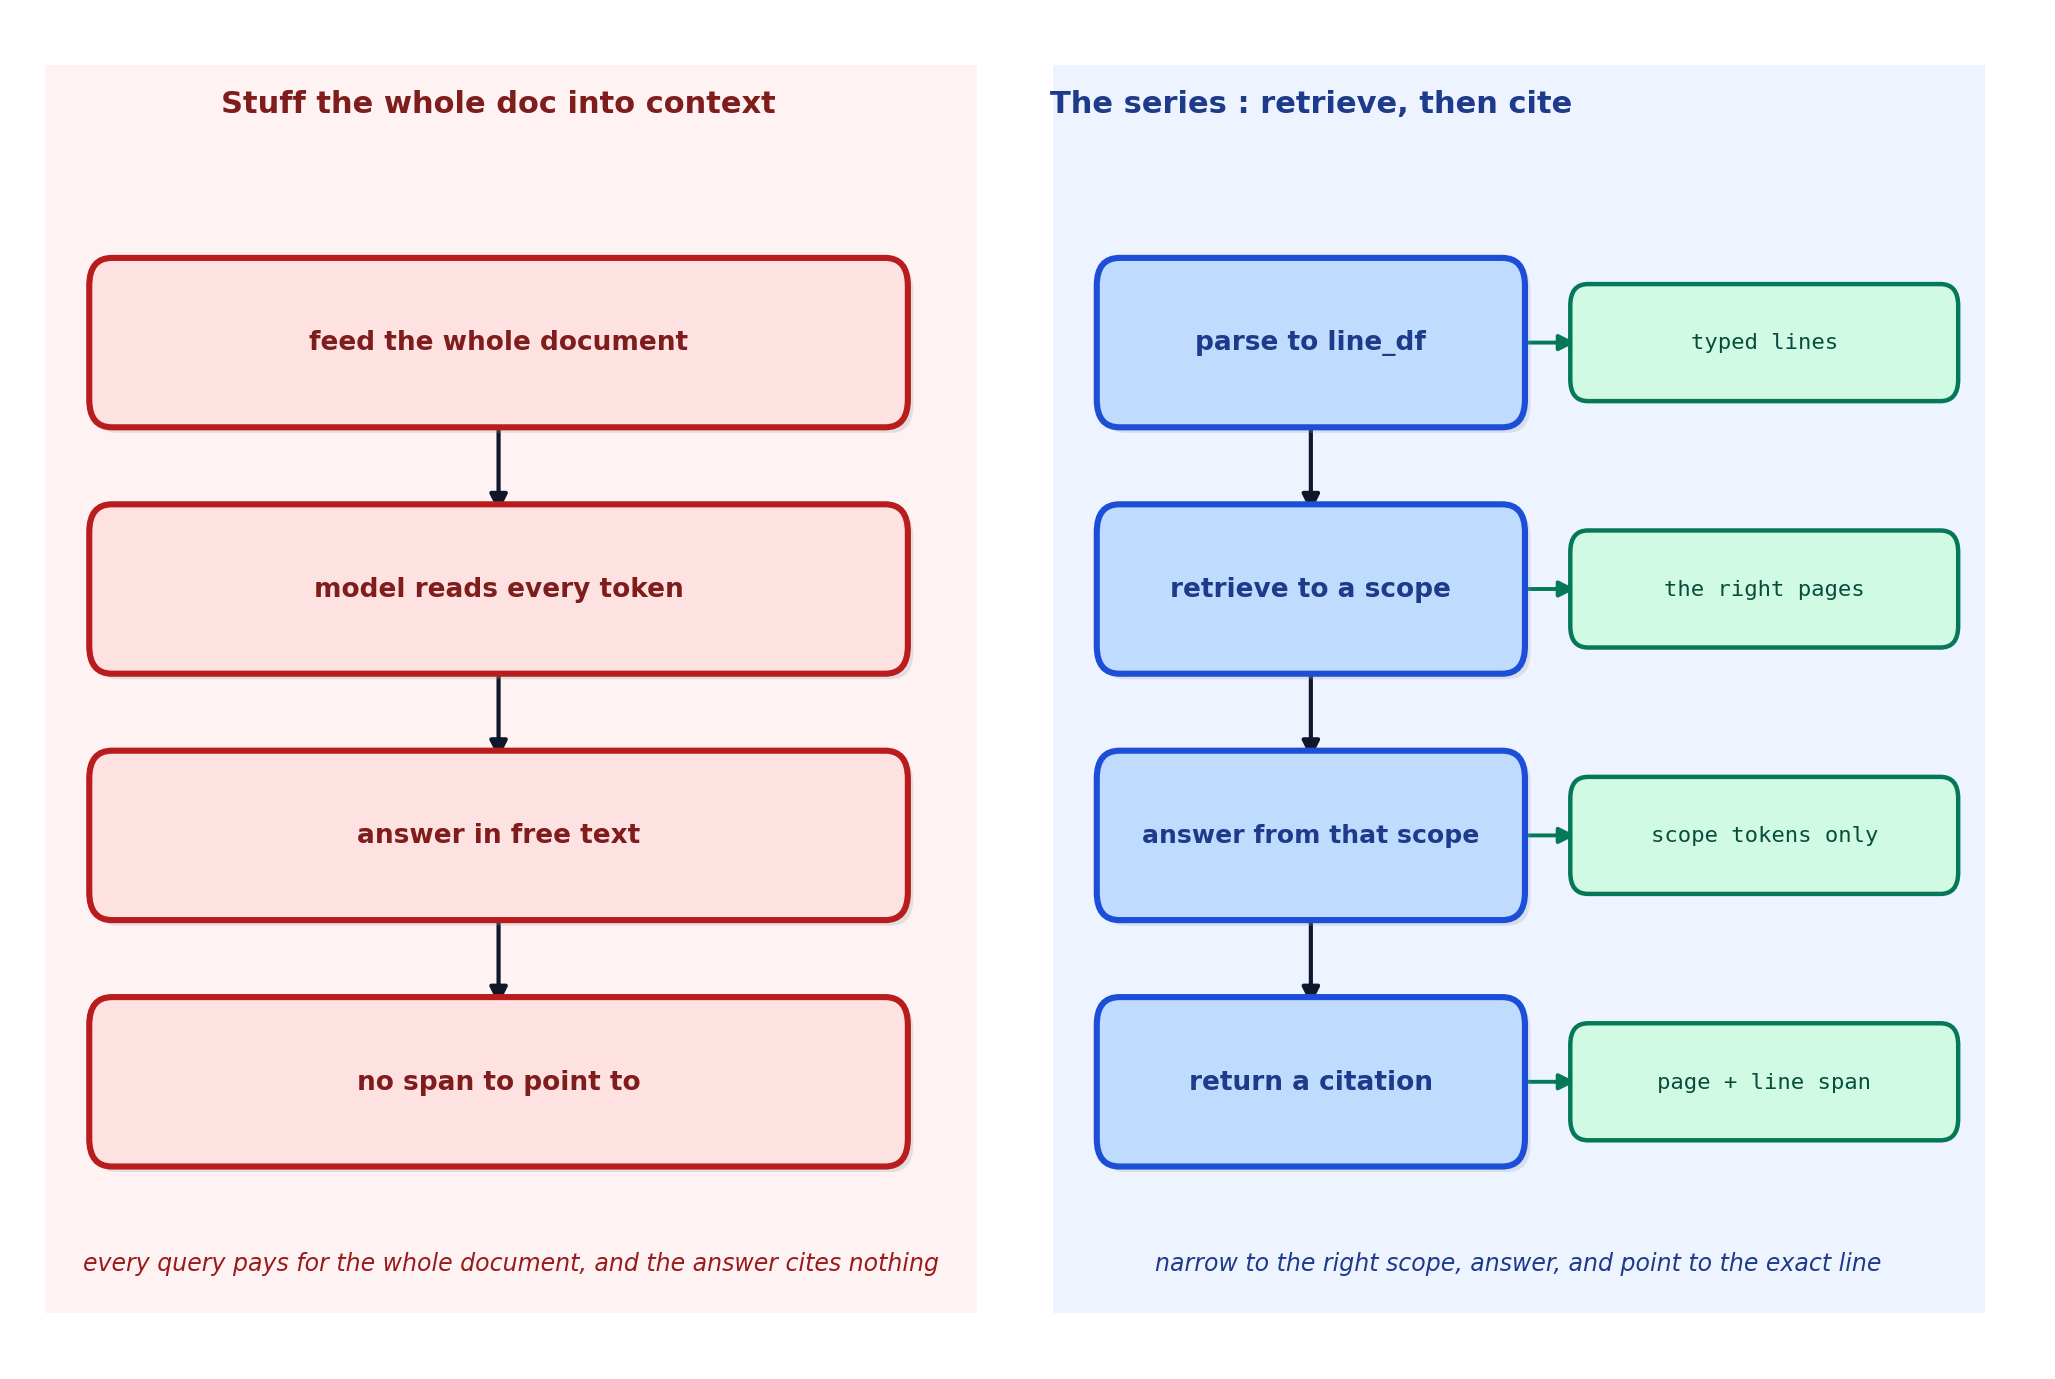 Stuff the whole doc into context
feed the whole document
model reads every token
answer in free text
no span to point to
every query pays for the whole document, and the answer cites nothing
The series : retrieve, then cite
parse to line_df
typed lines
retrieve to a scope
the right pages
answer from that scope
scope tokens only
return a citation
page + line span
narrow to the right scope, answer, and point to the exact line